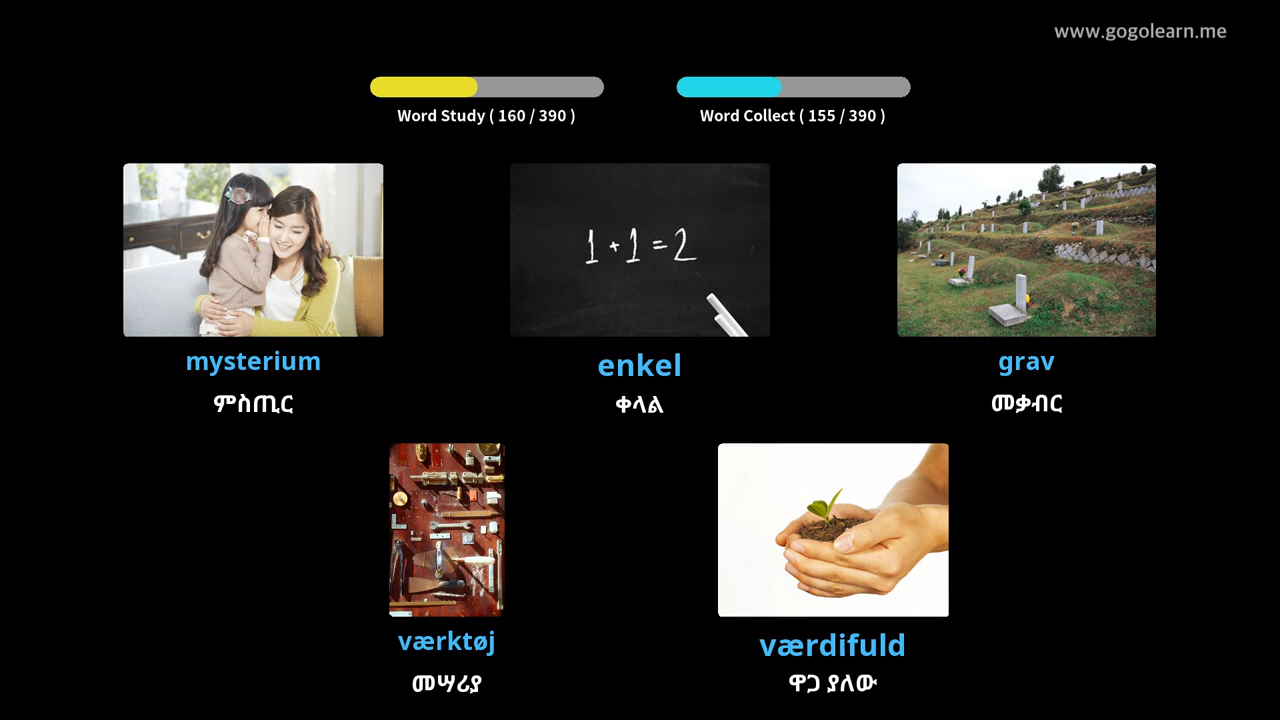 www.gogolearn.me
Word Study ( 160 / 390 )
Word Collect ( 155 / 390 )
1 + 1 = 2
mysterium
enkel
grav
ምስጢር
ቀላል
መቃብር
værktøj
værdifuld
መሣሪያ
ዋጋ ያለው